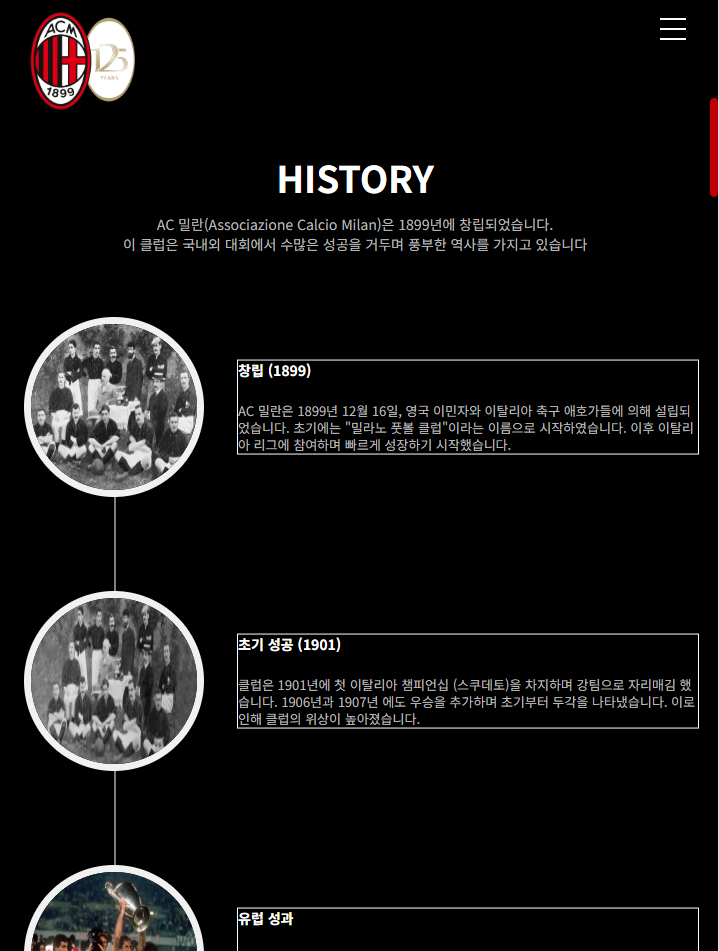 ACM
1899
125
YEARS
HISTORY
AC 밀란(Associazione Calcio Milan)은 1899년에 창립되었습니다.
이 클럽은 국내외 대회에서 수많은 성공을 거두며 풍부한 역사를 가지고 있습니다
창립 (1899)
AC 밀란은 1899년 12월 16일, 영국 이민자와 이탈리아 축구 애호가들에 의해 설립되
었습니다. 초기에는 "밀라노 풋볼 클럽"이라는 이름으로 시작하였습니다. 이후 이탈리
아 리그에 참여하며 빠르게 성장하기 시작했습니다.
초기 성공 (1901)
클럽은 1901년에 첫 이탈리아 챔피언십 (스쿠데토)을 차지하며 강팀으로 자리매김 했
습니다. 1906년과 1907년 에도 우승을 추가하며 초기부터 두각을 나타냈습니다. 이로
인해 클럽의 위상이 높아졌습니다.
유럽 성과